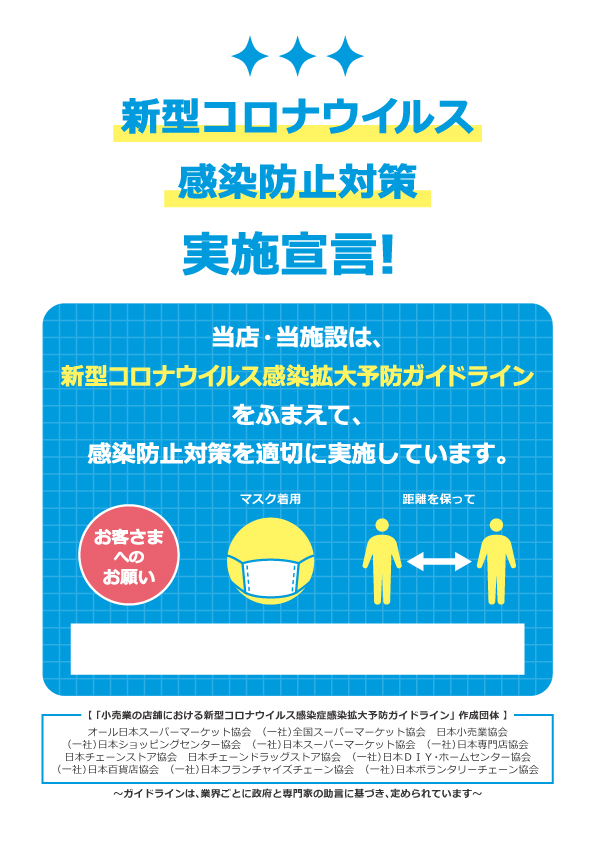 新型コロナウイルス
感染防止対策
実施宣言!
当店・当施設は、
新型コロナウイルス感染拡大予防ガイドライン
をふまえて、
感染防止対策を適切に実施しています。
お客さま
への
お願い
マスク着用
距離を保って
【「小売業の店舗における新型コロナウイルス感染症感染拡大予防ガイドライン」作成団体】
オール日本スーパーマーケット協会 (一社)全国スーパーマーケット協会 日本小売業協会
(一社)日本ショッピングセンター協会 (一社)日本スーパーマーケット協会 (一社)日本専門店協会
日本チェーンストア協会 日本チェーンドラッグストア協会 (一社)日本DIY・ホームセンター協会
(一社)日本百貨店協会 (一社)日本フランチャイズチェーン協会 (一社)日本ボランタリーチェーン協会
〜ガイドラインは、業界ごとに政府と専門家の助言に基づき、定められています〜